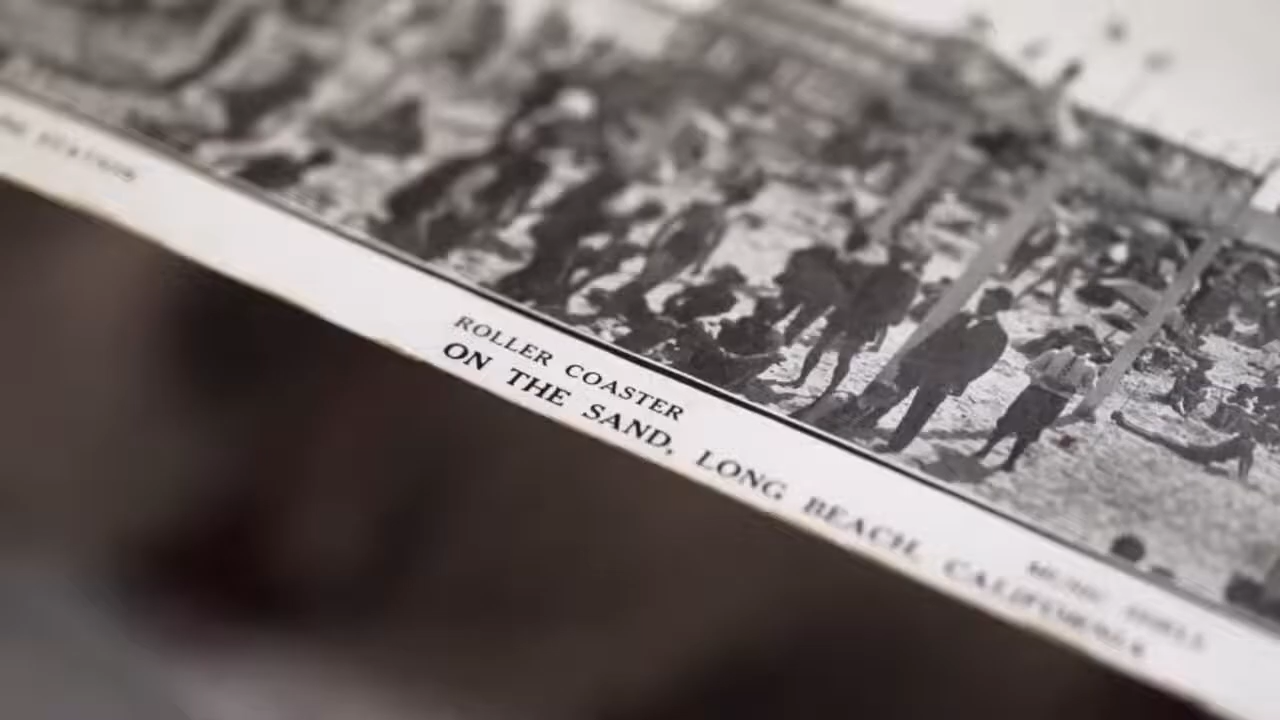 ROLLER COASTER
ON THE SAND, LONG BEACH, CALIFORNIA